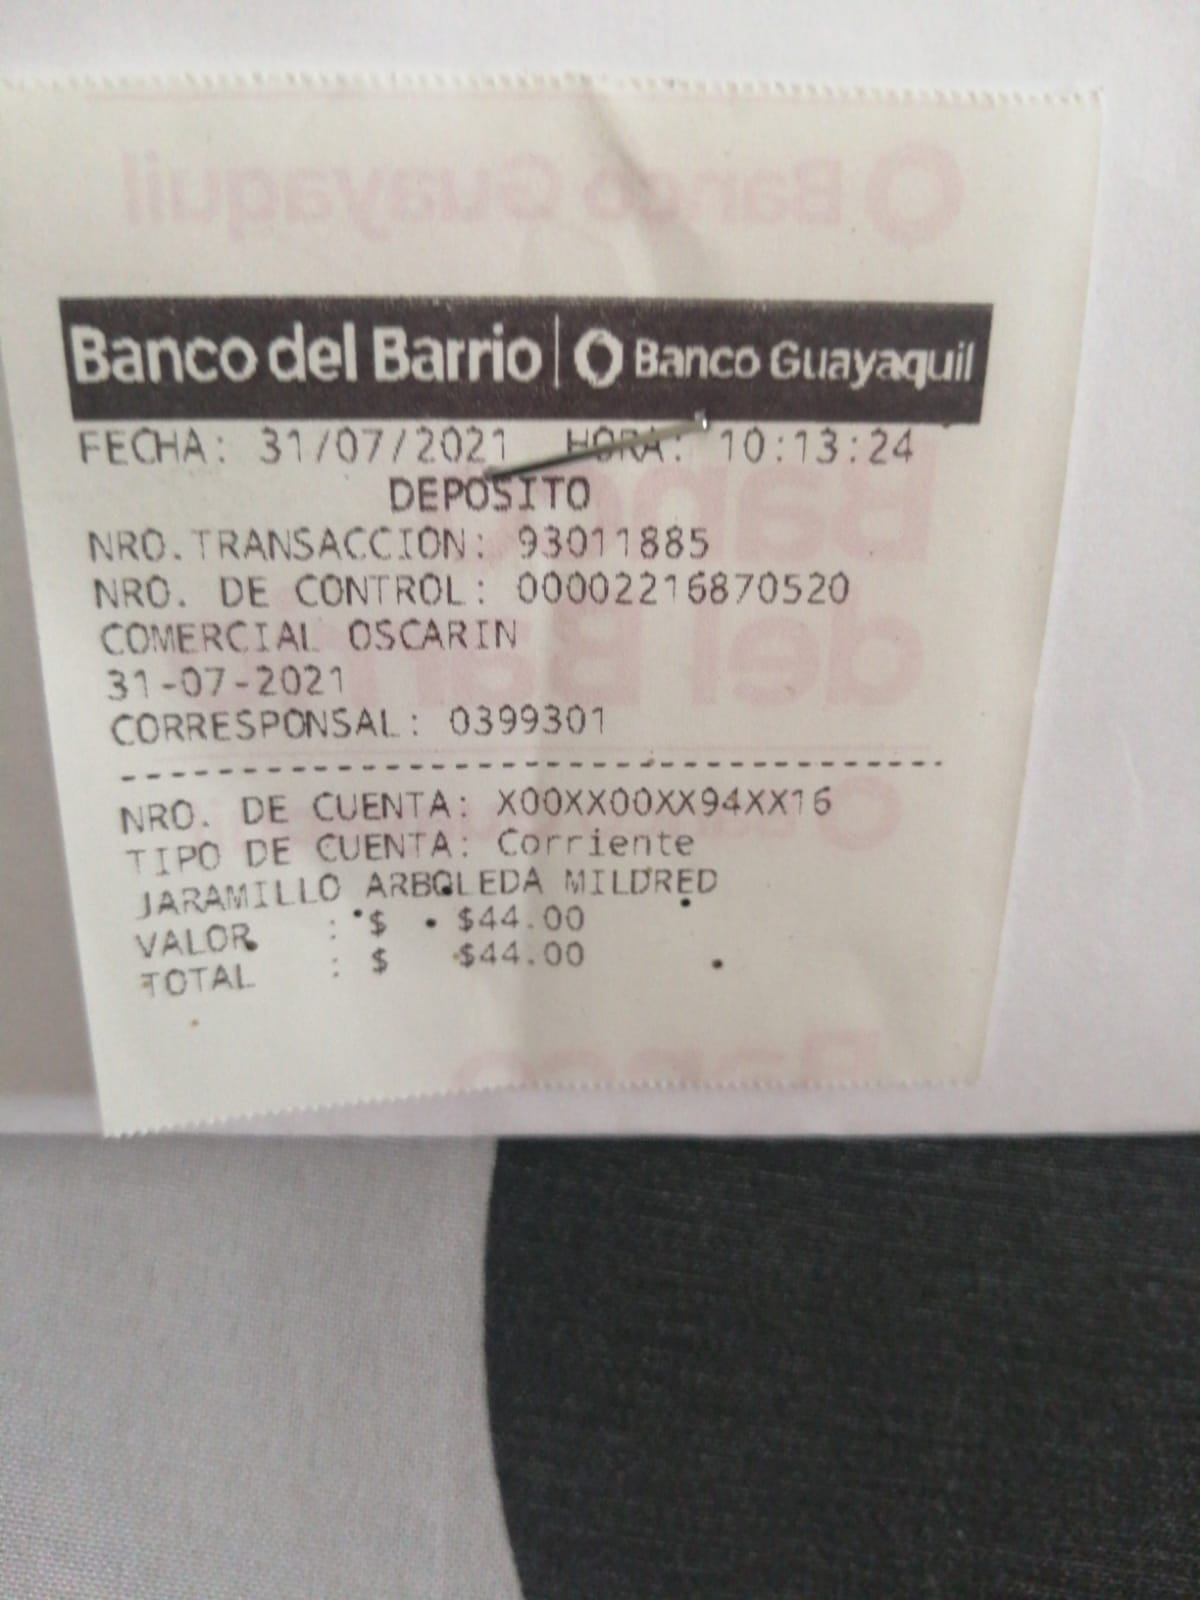 Banco Guayaquil
Banco del Barrio | Banco Guayaquil
FECHA: 31/07/2021 HORA: 10:13:24
DEPOSITO
NRO.TRANSACCION: 93011885
NRO. DE CONTROL: 00002216870520
COMERCIAL OSCARIN
31-07-2021
CORRESPONSAL: 0399301
NRO. DE CUENTA: X00XX00XX94XX16
TIPO DE CUENTA: Corriente
JARAMILLO ARBOLEDA MILDRED
VALOR : $ $44.00
TOTAL : $ $44.00